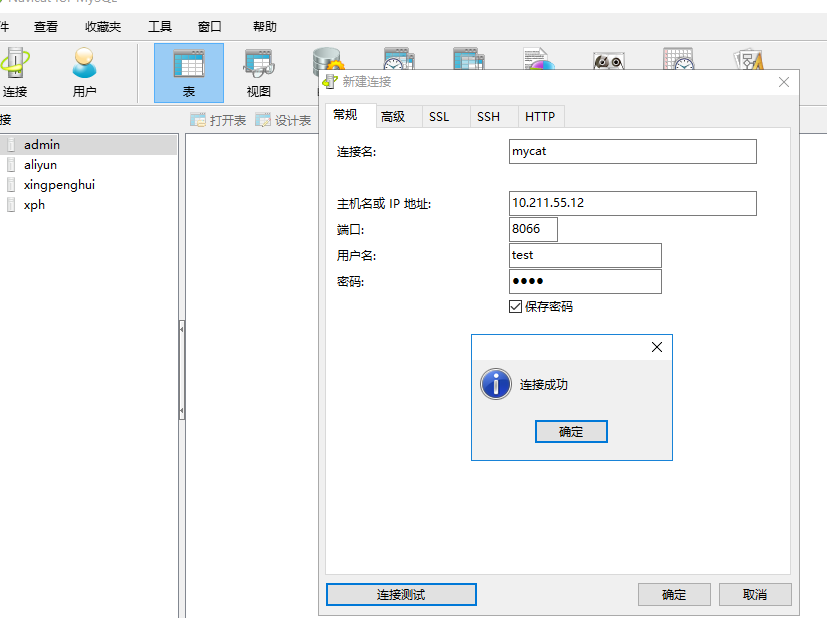 Navicat for MySQL
件 查看 收藏夹 工具 窗口 帮助
连接 用户 表 视图
接 打开表 设计表
admin
aliyun
xingpenghui
xph
新建连接
常规 高级 SSL SSH HTTP
连接名: mycat
主机名或 IP 地址: 10.211.55.12
端口: 8066
用户名: test
密码: ●●●●
保存密码
连接成功
确定
连接测试 确定 取消